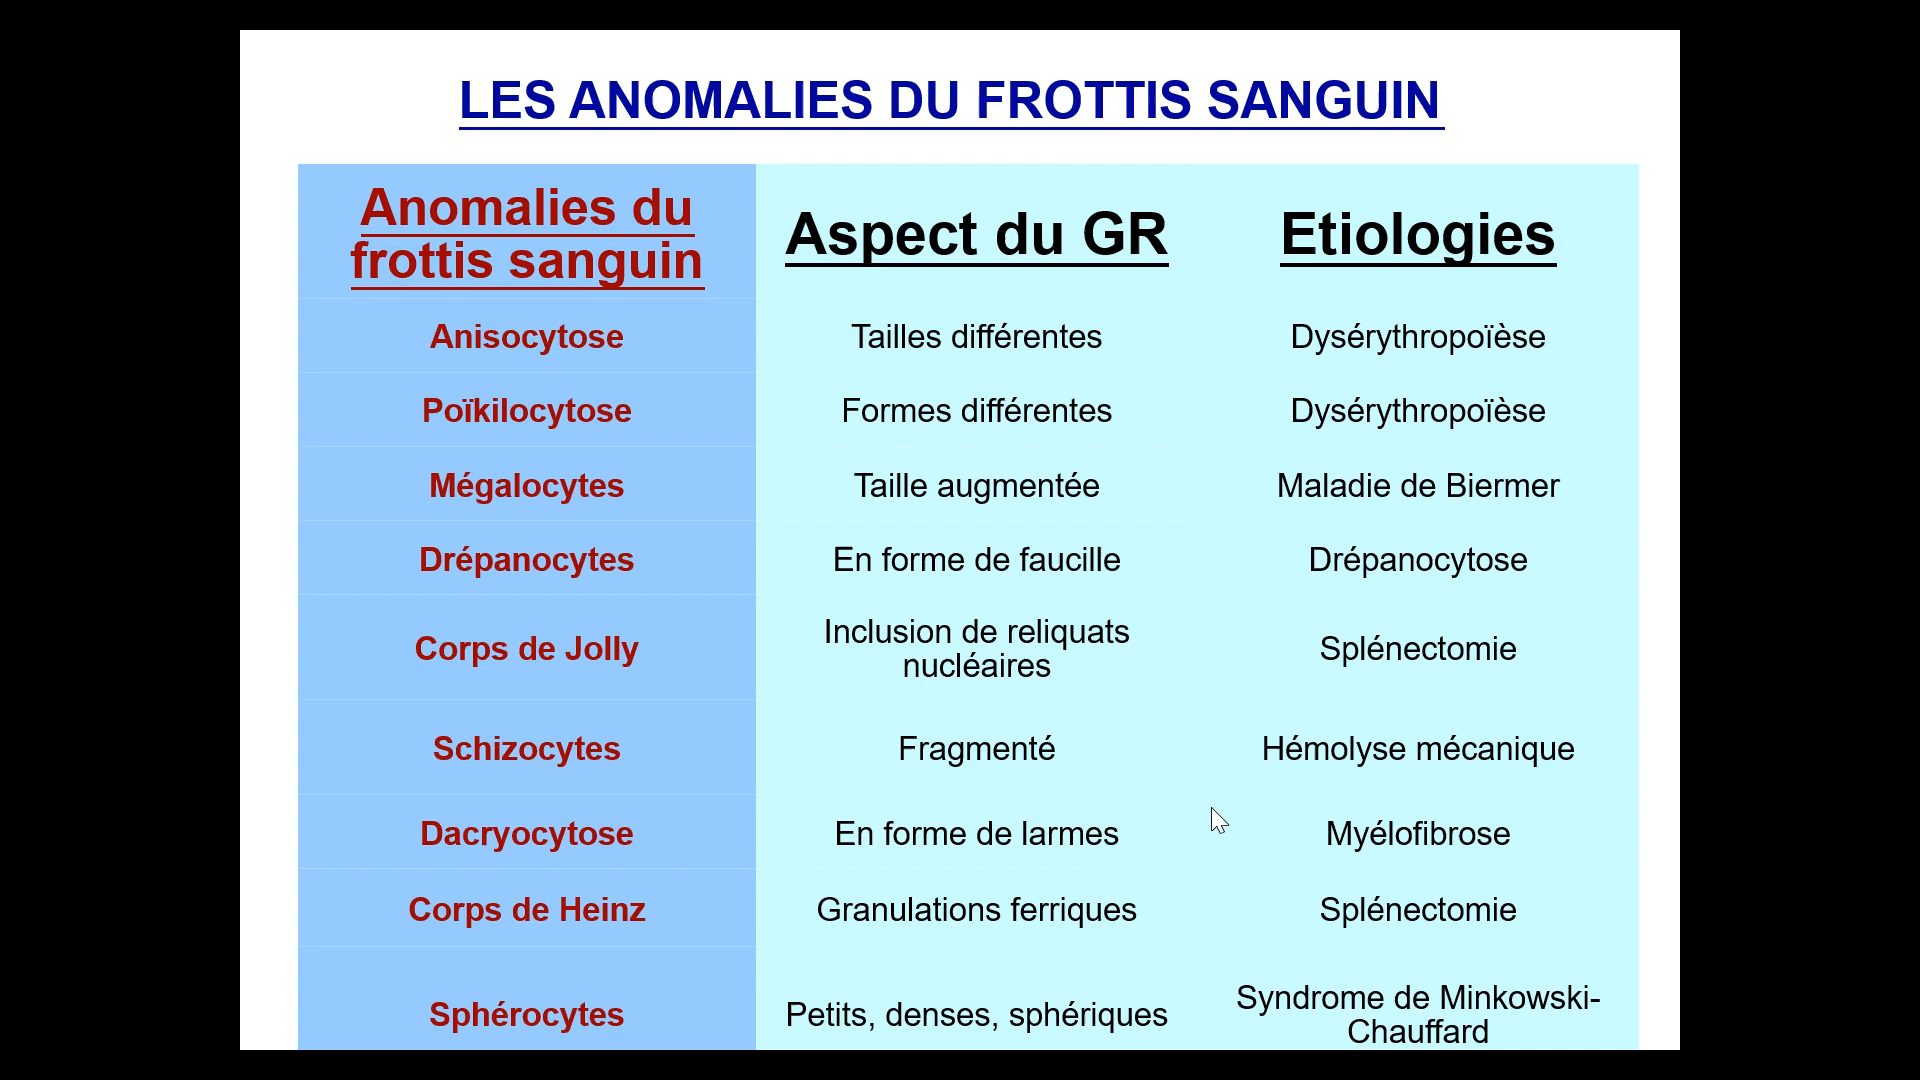 LES ANOMALIES DU FROTTIS SANGUIN
Anomalies du
frottis sanguin
Aspect du GR
Etiologies
Anisocytose
Tailles différentes
Dysérythropoïèse
Poïkilocytose
Formes différentes
Dysérythropoïèse
Mégalocytes
Taille augmentée
Maladie de Biermer
Drépanocytes
En forme de faucille
Drépanocytose
Corps de Jolly
Inclusion de reliquats
nucléaires
Splénectomie
Schizocytes
Fragmenté
Hémolyse mécanique
Dacryocytose
En forme de larmes
Myélofibrose
Corps de Heinz
Granulations ferriques
Splénectomie
Sphérocytes
Petits, denses, sphériques
Syndrome de Minkowski-
Chauffard